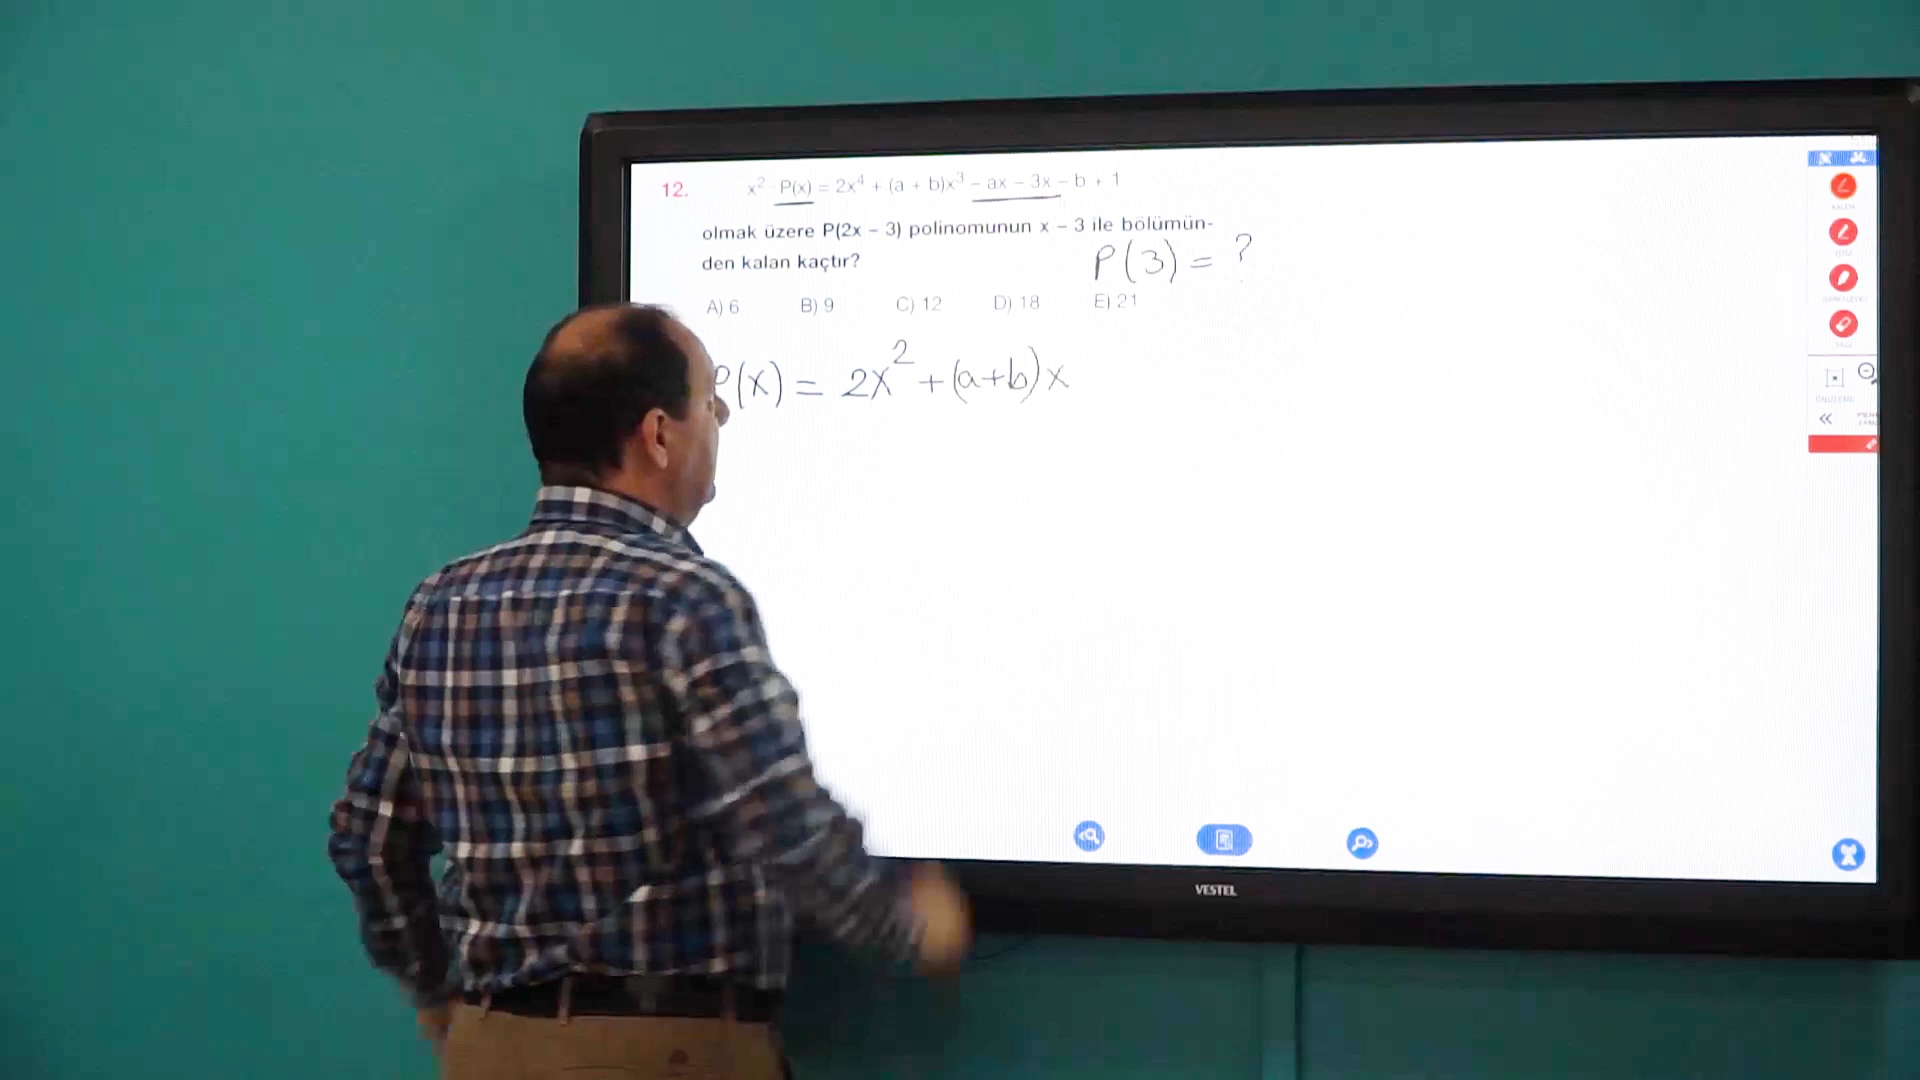 12. x² · P(x) = 2x⁴ + (a + b)x³ – ax – 3x – b + 1
olmak üzere P(2x – 3) polinomunun x – 3 ile bölümün-
den kalan kaçtır?
P(3) = ?
A) 6 B) 9 C) 12 D) 18 E) 21
P(x) = 2x² + (a+b)x
VESTEL